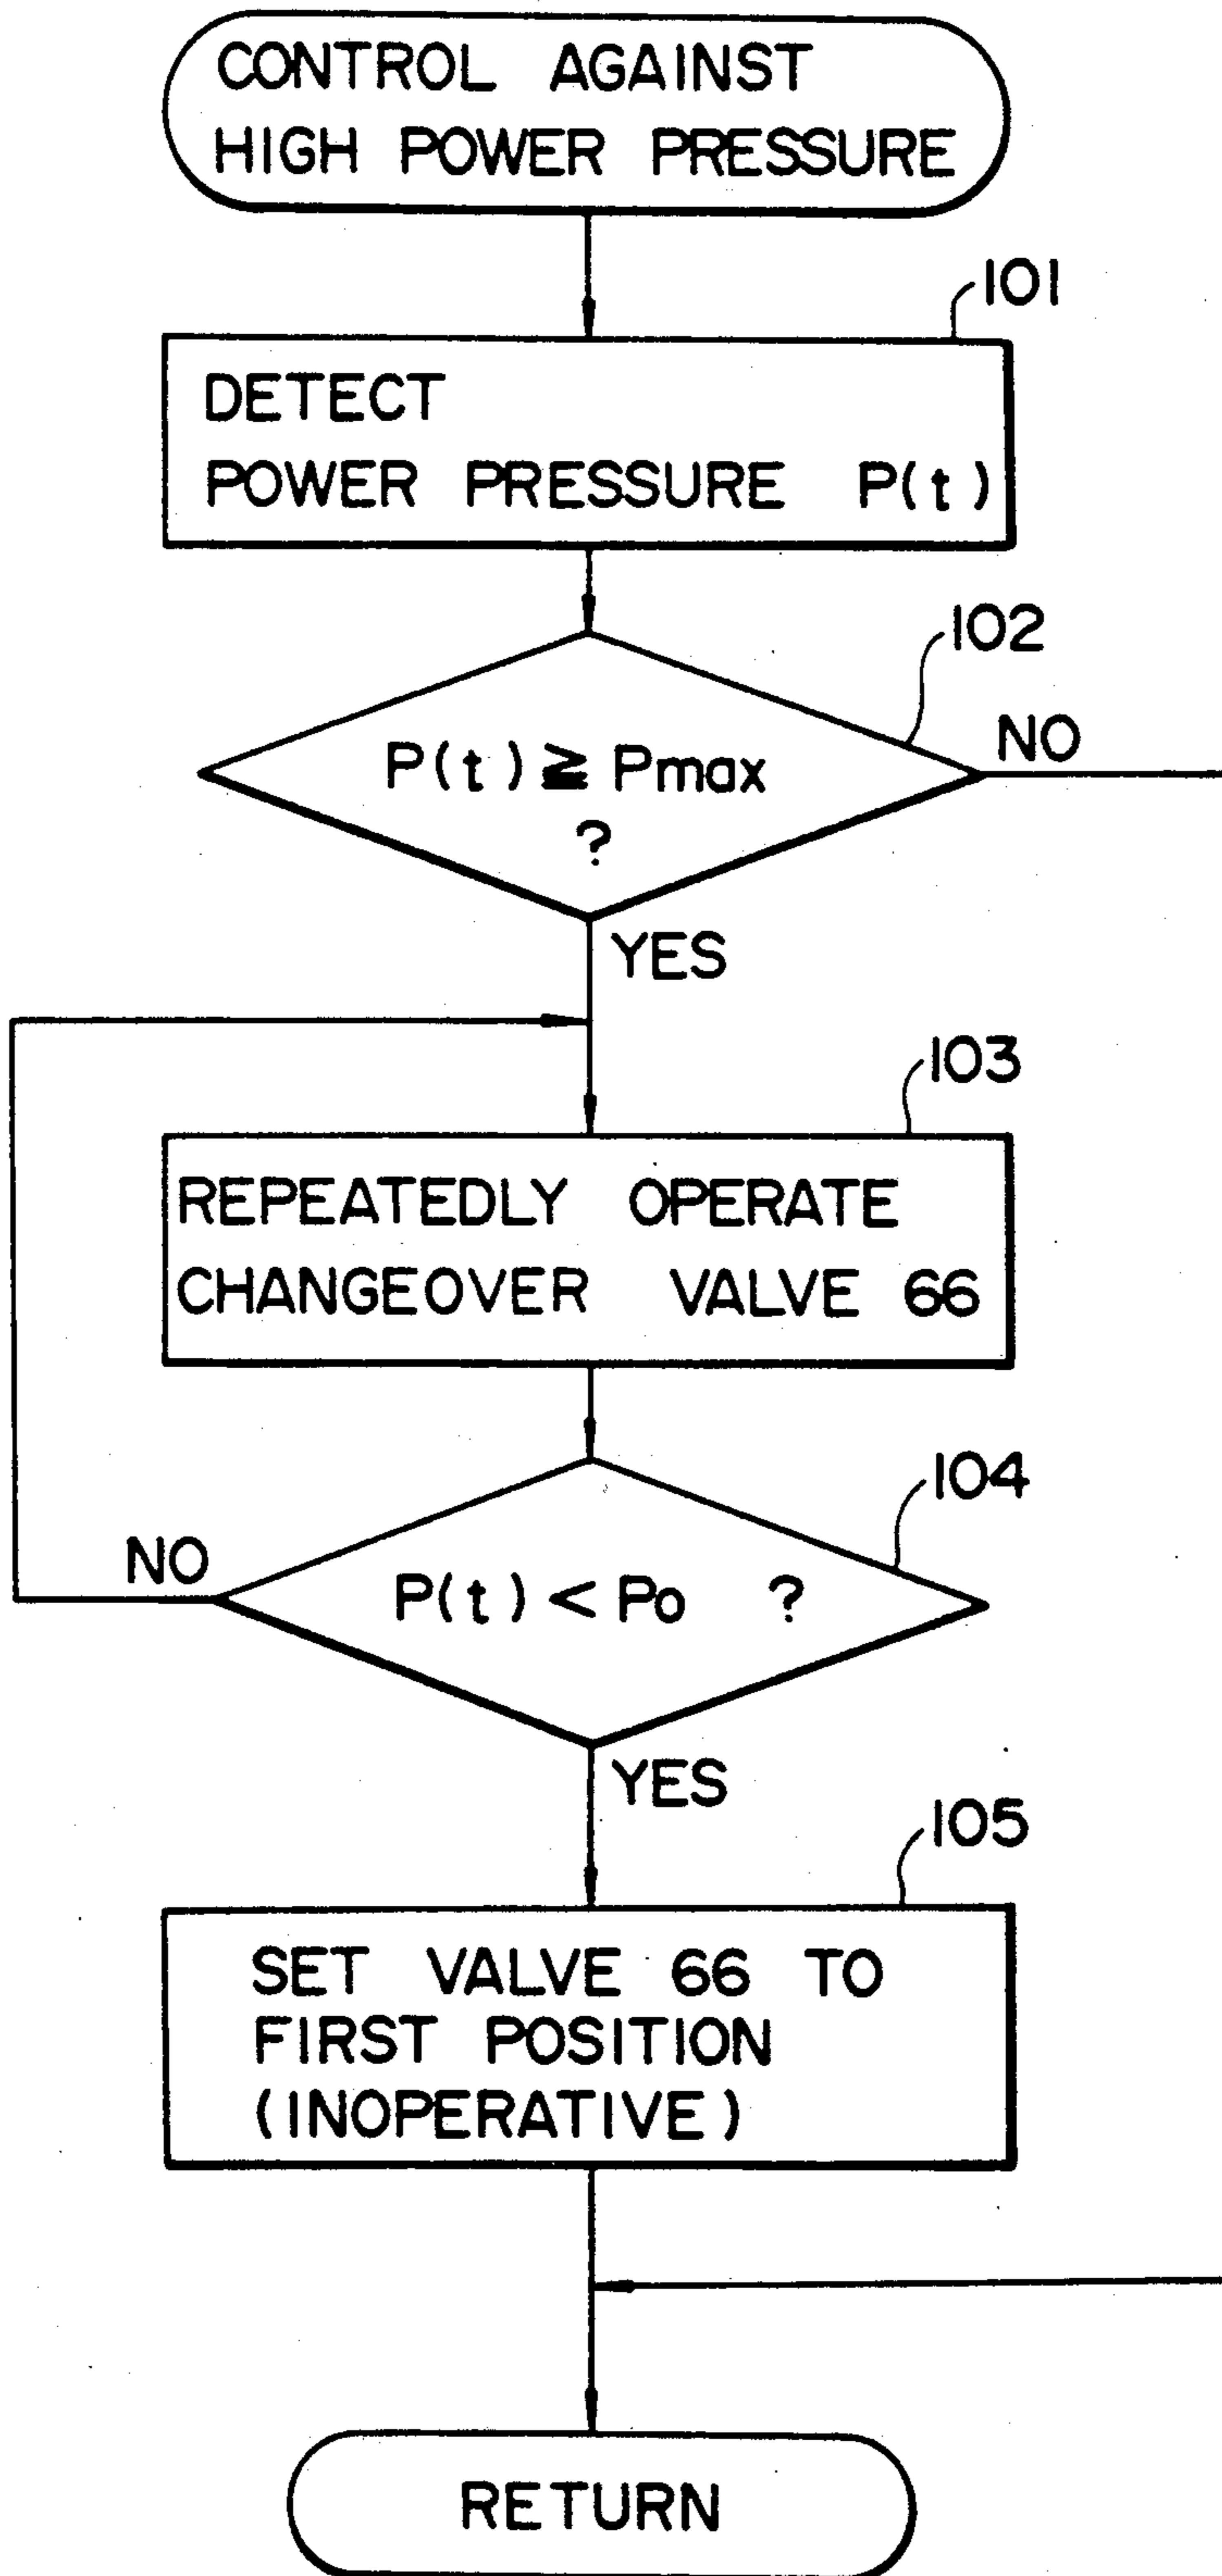 CONTROL AGAINST
HIGH POWER PRESSURE
101
DETECT
POWER PRESSURE P(t)
102
P(t) ≧ Pmax
?
NO
YES
103
REPEATEDLY OPERATE
CHANGEOVER VALVE 66
104
NO
P(t) < Po ?
YES
105
SET VALVE 66 TO
FIRST POSITION
(INOPERATIVE)
RETURN